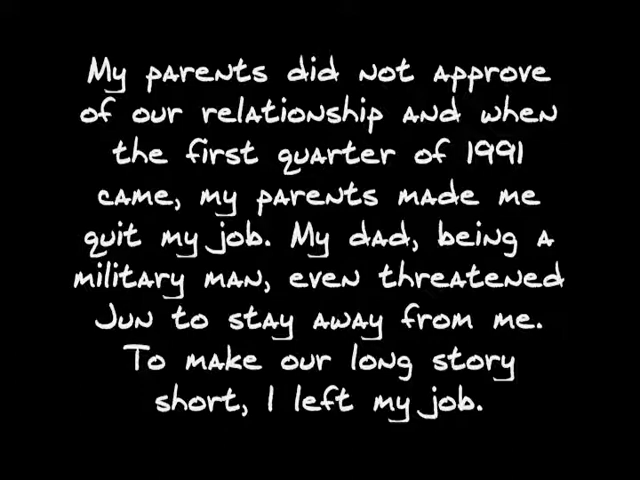 My parents did not approve
of our relationship and when
the first quarter of 1991
came, my parents made me
quit my job. My dad, being a
military man, even threatened
Jun to stay away from me.
To make our long story
short, I left my job.